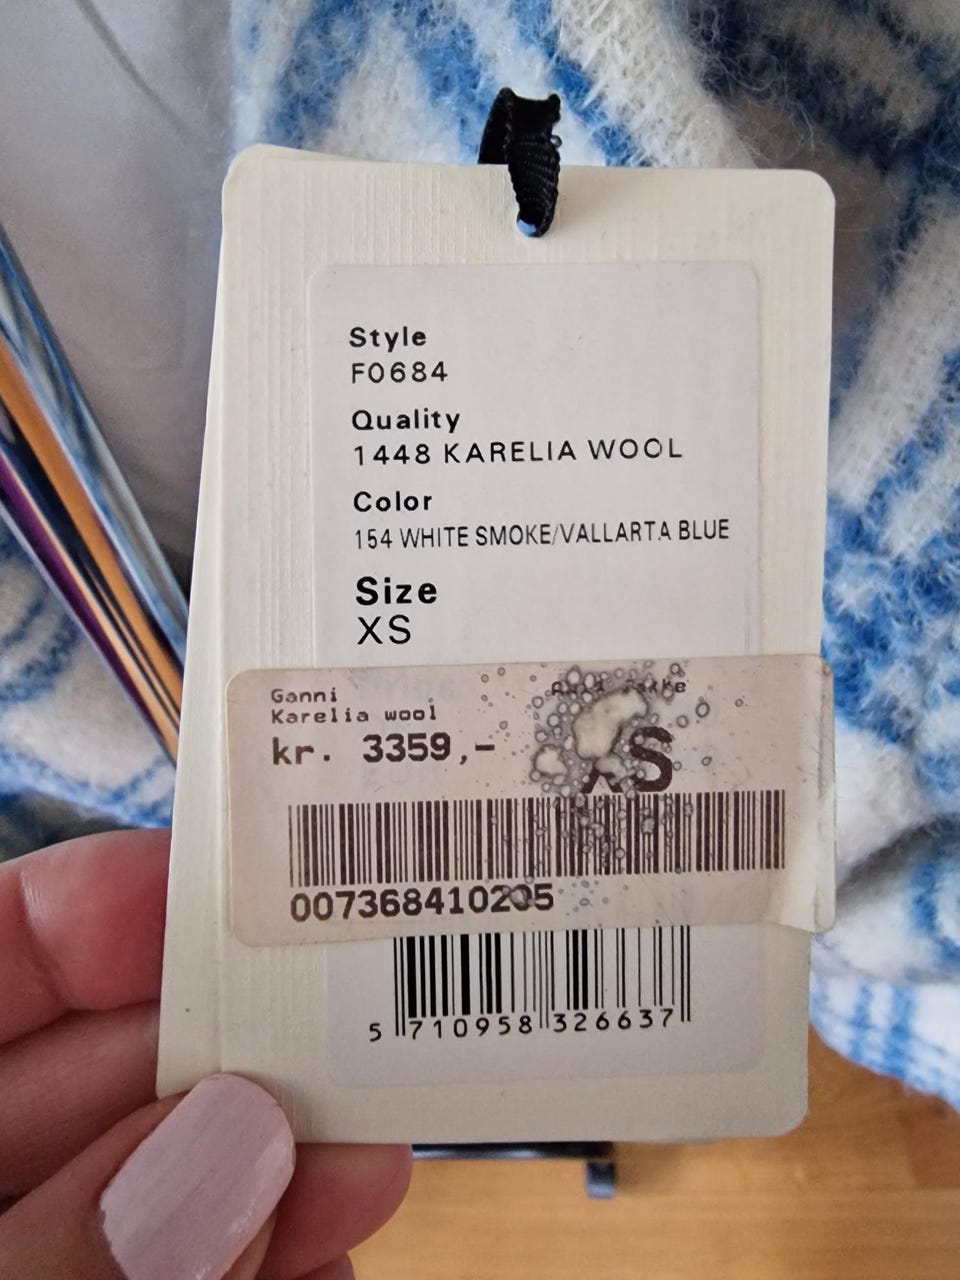 Style
F0684
Quality
1448 KARELIA WOOL
Color
154 WHITE SMOKE/VALLARTA BLUE
Size
XS
Ganni
Karelia wool
kr. 3359,-
XS
007368410205
5 710958 326637